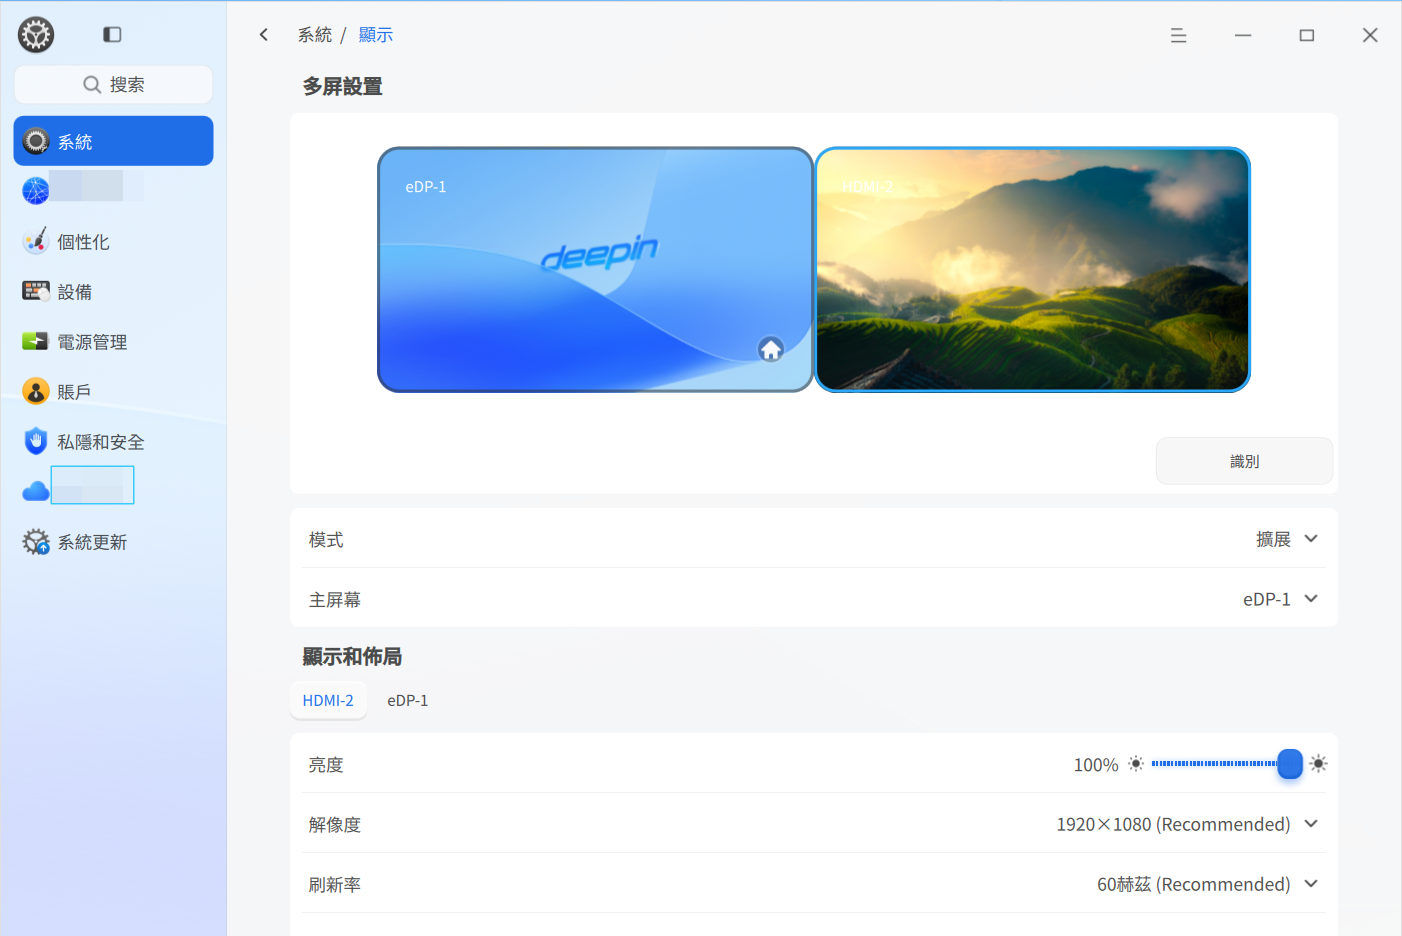 系統 / 顯示
搜索
系統
個性化
設備
電源管理
賬戶
私隱和安全
系統更新
多屏設置
eDP-1
HDMI-2
deepin
識別
模式
擴展
主屏幕
eDP-1
顯示和佈局
HDMI-2
eDP-1
亮度
100%
解像度
1920×1080 (Recommended)
刷新率
60赫茲 (Recommended)